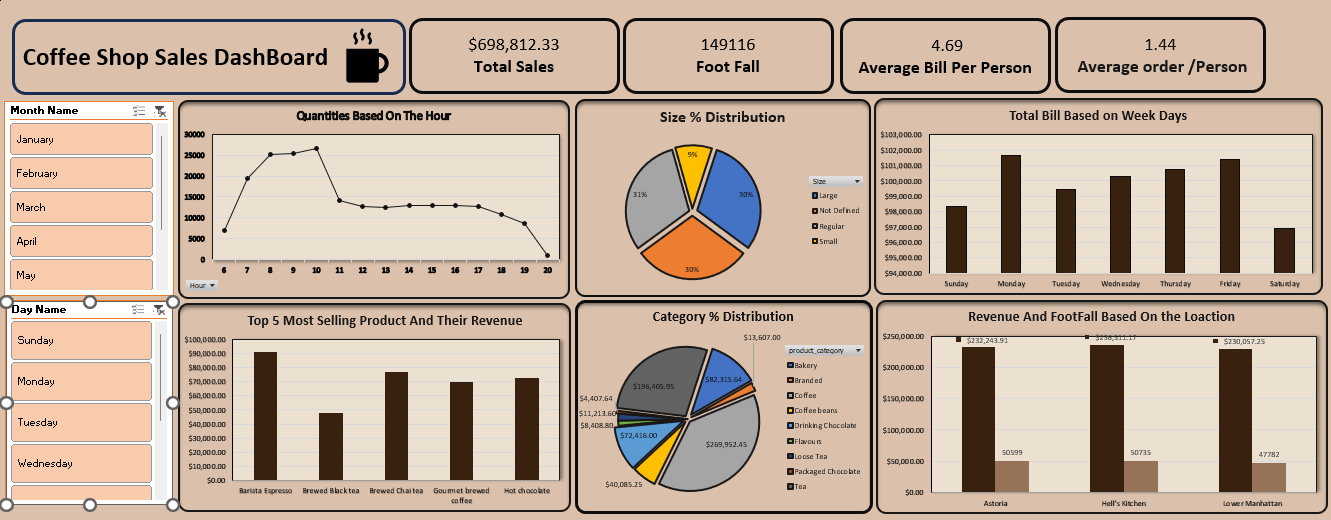 Coffee Shop Sales DashBoard
$698,812.33
Total Sales
149116
Foot Fall
4.69
Average Bill Per Person
1.44
Average order /Person
Month Name
January
February
March
April
May
Day Name
Sunday
Monday
Tuesday
Wednesday
Quantities Based On The Hour
30000
25000
20000
15000
10000
5000
0
6 7 8 9 10 11 12 13 14 15 16 17 18 19 20
Hour
Size % Distribution
9%
31%
30%
30%
Size
Large
Not Defined
Regular
Small
Total Bill Based on Week Days
$103,000.00
$102,000.00
$101,000.00
$100,000.00
$99,000.00
$98,000.00
$97,000.00
$96,000.00
$95,000.00
$94,000.00
Sunday Monday Tuesday Wednesday Thursday Friday Saturday
Top 5 Most Selling Product And Their Revenue
$100,000.00
$90,000.00
$80,000.00
$70,000.00
$60,000.00
$50,000.00
$40,000.00
$30,000.00
$20,000.00
$10,000.00
$0.00
Barista Espresso Brewed Black tea Brewed Chai tea Gourmet brewed Hot chocolate
coffee
Category % Distribution
$13,607.00
$82,315.64
$196,405.95
$4,407.64
$11,213.60
$8,408.80
$72,416.00
$269,952.45
$40,085.25
product_category
Bakery
Branded
Coffee
Coffee beans
Drinking Chocolate
Flavours
Loose Tea
Packaged Chocolate
Tea
Revenue And FootFall Based On the Loaction
$250,000.00
$200,000.00
$150,000.00
$100,000.00
$50,000.00
$0.00
$232,243.91
$230,057.25
50599
50735
47782
Astoria Hell's Kitchen Lower Manhattan